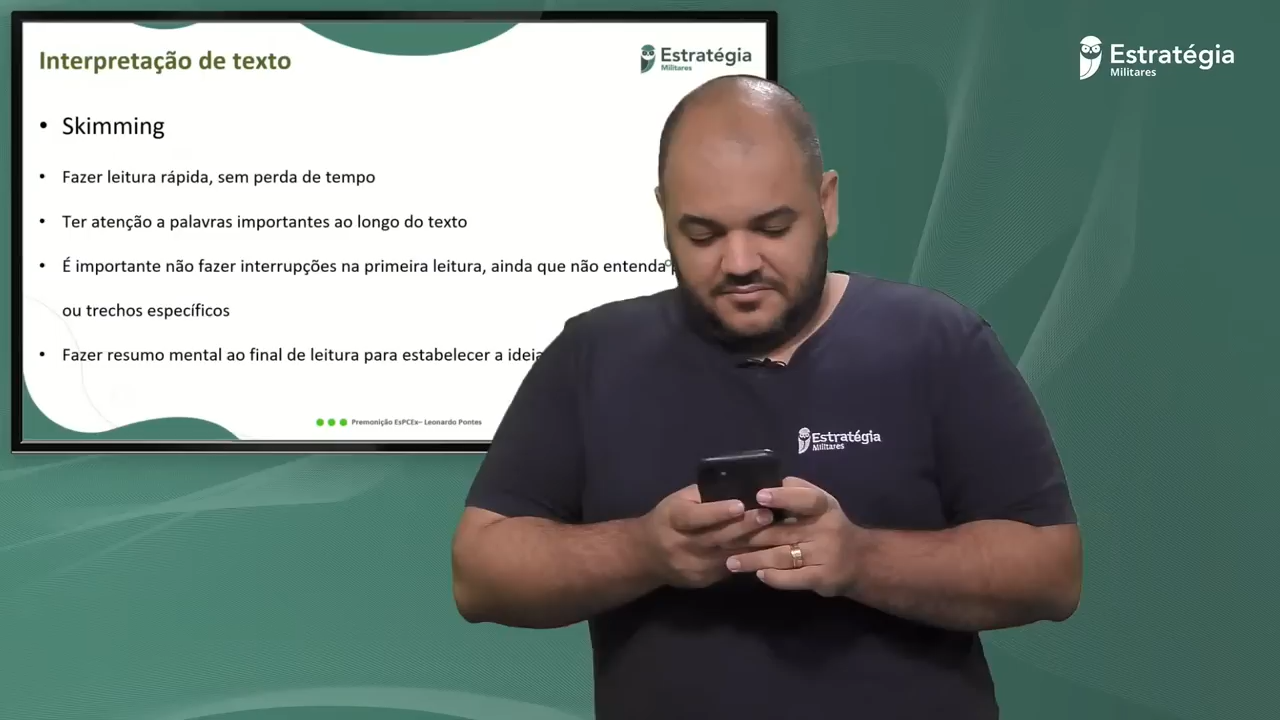 Interpretação de texto
Estratégia
Militares
Estratégia
Militares
• Skimming
• Fazer leitura rápida, sem perda de tempo
• Ter atenção a palavras importantes ao longo do texto
• É importante não fazer interrupções na primeira leitura, ainda que não entenda
ou trechos específicos
• Fazer resumo mental ao final de leitura para estabelecer a ideia
Premonição EsPCEx– Leonardo Pontes
Estratégia
Militares